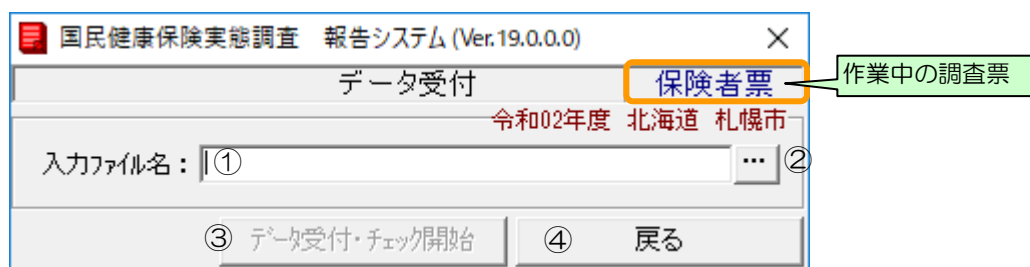 国民健康保険実態調査　報告システム (Ver.19.0.0.0)
データ受付
保険者票
作業中の調査票
令和02年度 北海道 札幌市
入力ﾌｧｲﾙ名：① ... ②
③ ﾃﾞｰﾀ受付・ﾁｪｯｸ開始
④ 戻る